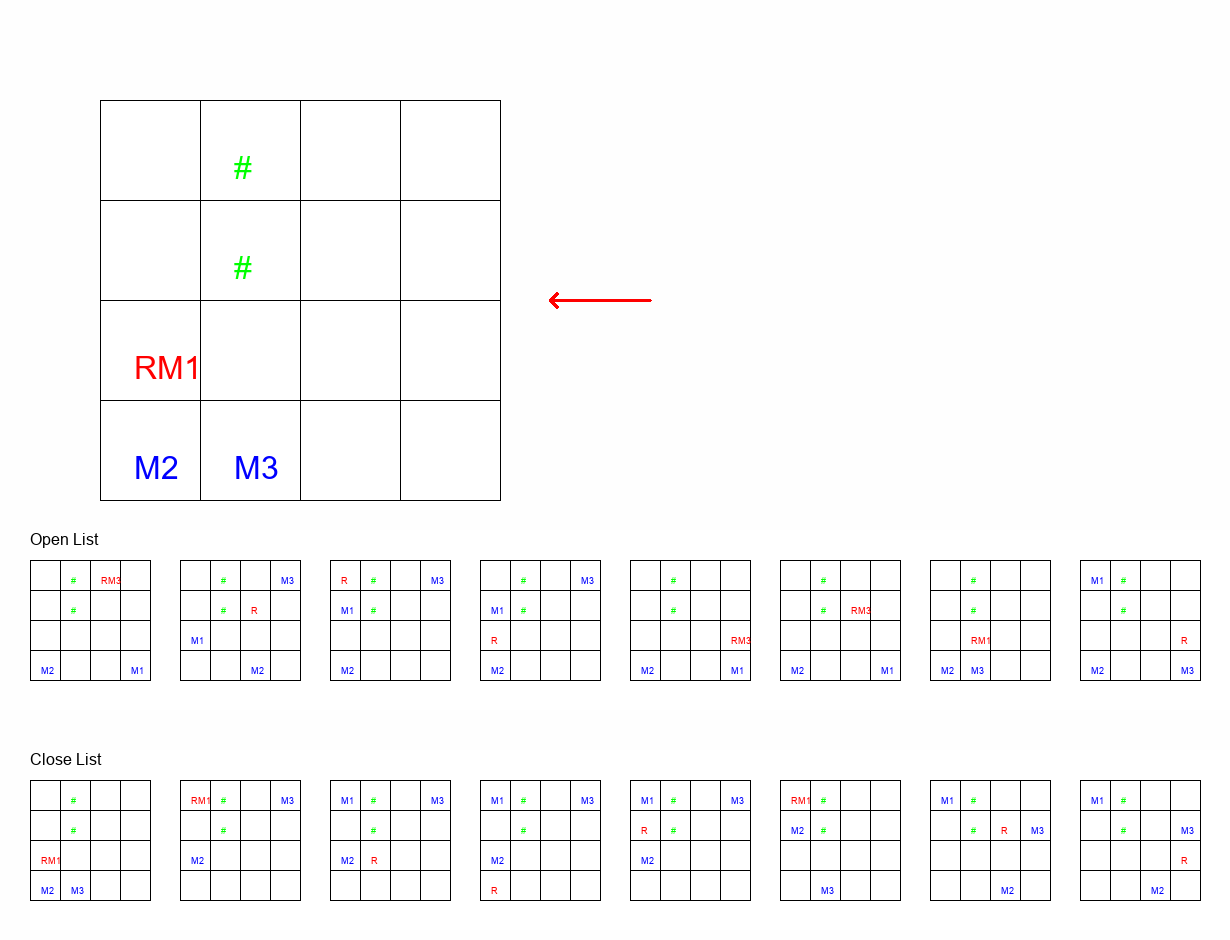 #
#
RM1
M2 M3
Open List
# RM3 # M3 R # M3 # M3 # # # M1 #
# # R M1 # M1 # # # RM3 # #
M1 R RM3 RM1 R
M2 M1 M2 M2 M2 M2 M1 M2 M1 M2 M3 M2 M3
Close List
# RM1 # M3 M1 # M3 M1 # M3 M1 # M3 RM1 # M1 # M1 #
# # # # R # M2 # # R M3 # M3
RM1 M2 M2 R M2 M2 R
M2 M3 R M3 M2 M2